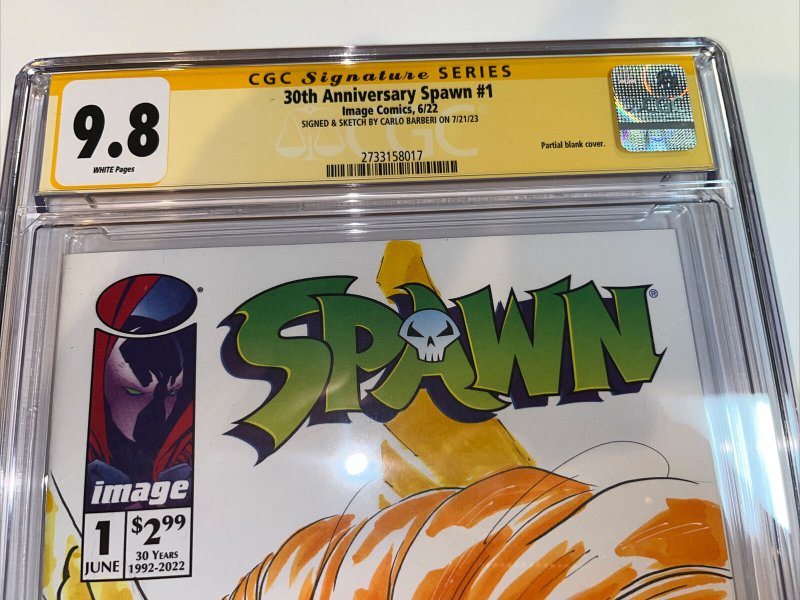 CGC Signature SERIES
30th Anniversary Spawn #1
Image Comics, 6/22
SIGNED & SKETCH BY CARLO BARBERI ON 7/21/23
9.8
WHITE Pages
CGC
2733158017
Partial blank cover.
SPAWN®
®
image
1
JUNE
$2.99
30 YEARS
1992-2022